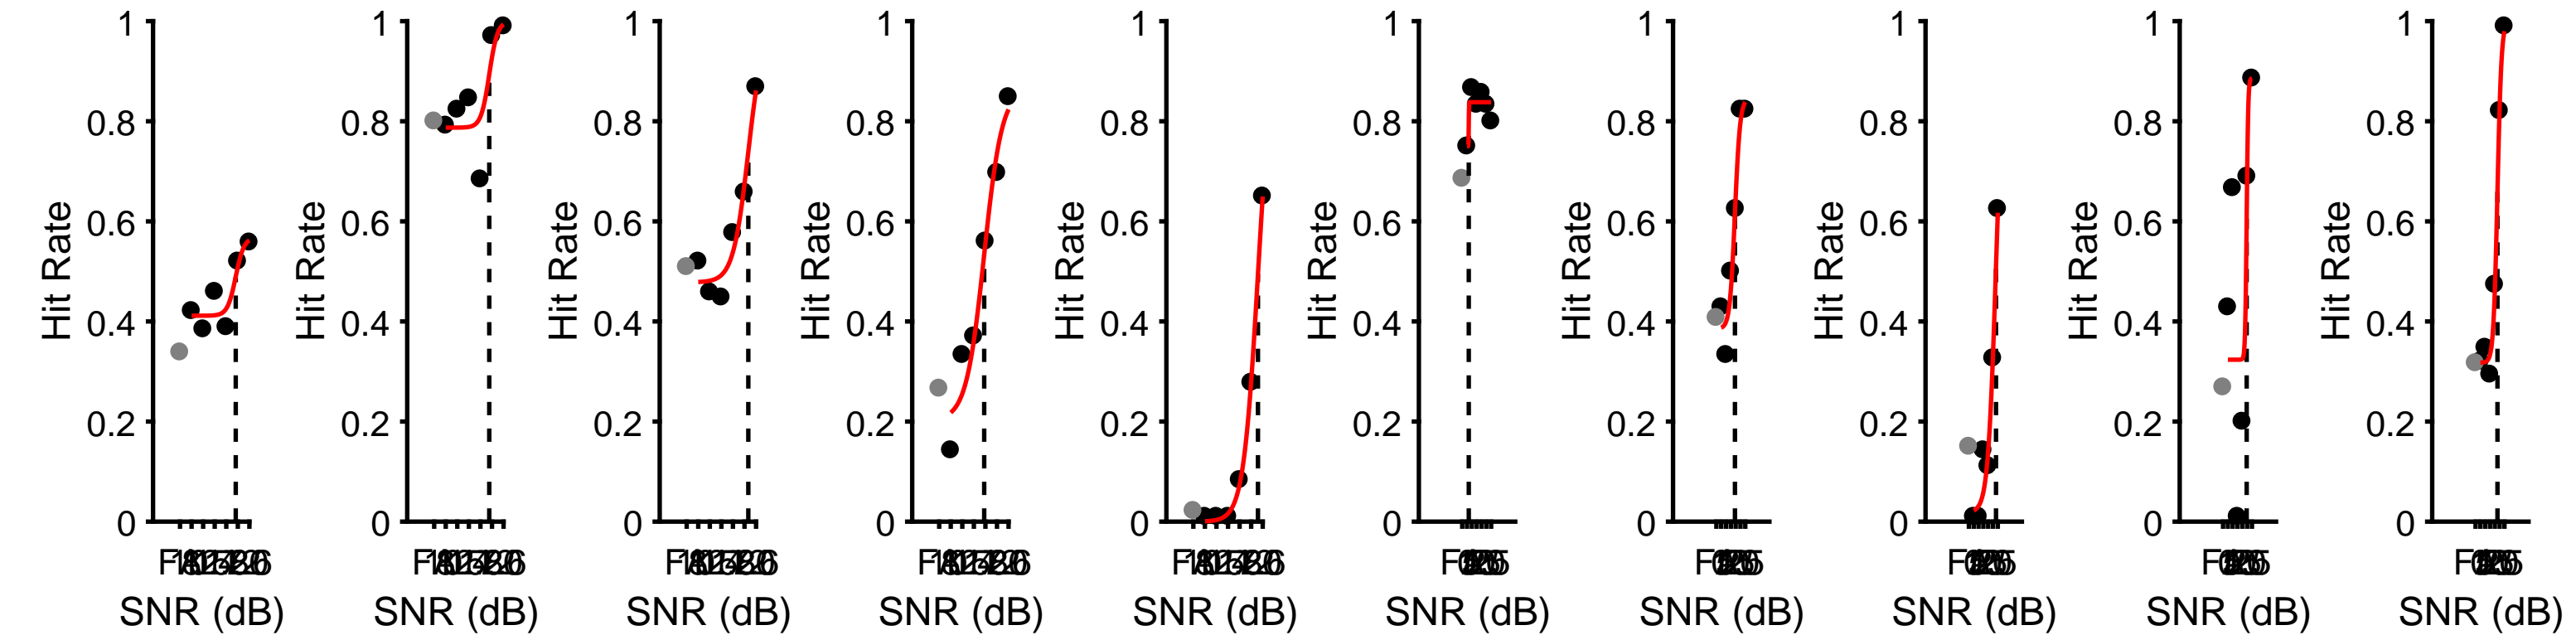 1 1 1 1 1 1 1 1 1 1
0.8 0.8 0.8 0.8 0.8 0.8 0.8 0.8 0.8 0.8
0.6 0.6 0.6 0.6 0.6 0.6 0.6 0.6 0.6 0.6
Hit Rate Hit Rate Hit Rate Hit Rate Hit Rate Hit Rate Hit Rate Hit Rate Hit Rate Hit Rate
0.4 0.4 0.4 0.4 0.4 0.4 0.4 0.4 0.4 0.4
0.2 0.2 0.2 0.2 0.2 0.2 0.2 0.2 0.2 0.2
0 0 0 0 0 0 0 0 0 0
SNR (dB) SNR (dB) SNR (dB) SNR (dB) SNR (dB) SNR (dB) SNR (dB) SNR (dB) SNR (dB) SNR (dB)